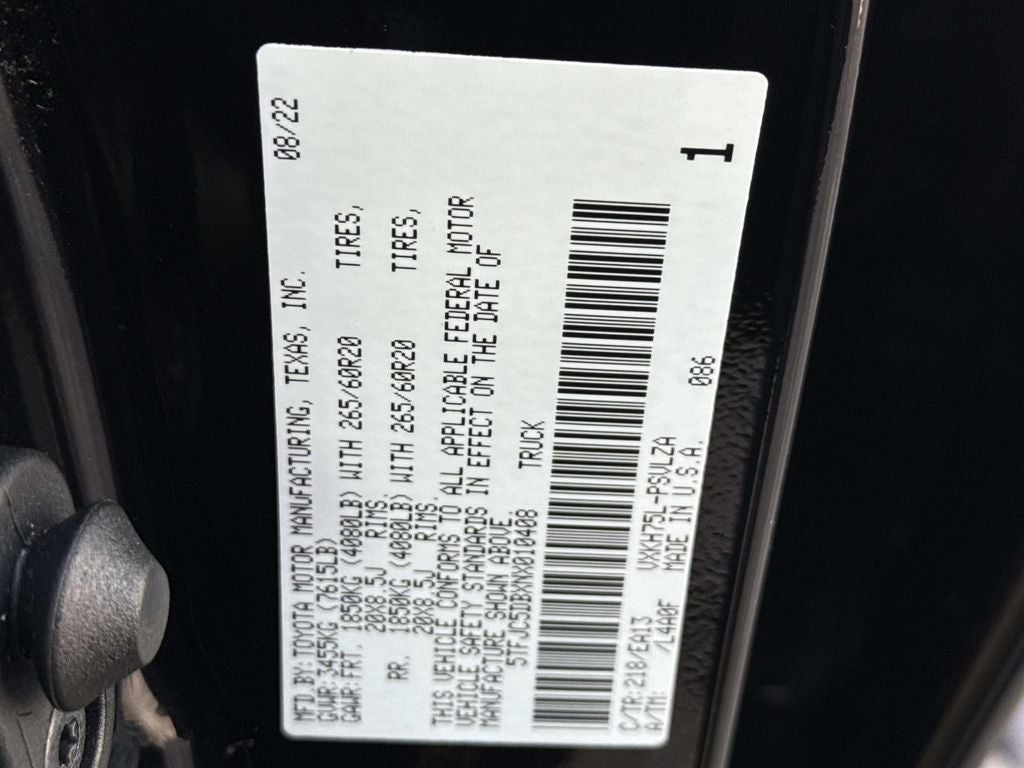 MFD.BY:TOYOTA MOTOR MANUFACTURING, TEXAS, INC. 08/22
GVWR:3455KG (7615LB)
GAWR:FRT. 1850KG (4080LB) WITH 265/60R20 TIRES,
20X8.5J RIMS.
RR. 1850KG (4080LB) WITH 265/60R20 TIRES,
20X8.5J RIMS.
THIS VEHICLE CONFORMS TO ALL APPLICABLE FEDERAL MOTOR
VEHICLE SAFETY STANDARDS IN EFFECT ON THE DATE OF
MANUFACTURE SHOWN ABOVE.
5TFJC5DBXNX010408 TRUCK
C/TR:218/EA13 VXKH75L-PSVLZA 086
A/TM: /L4A0F MADE IN U.S.A.
1